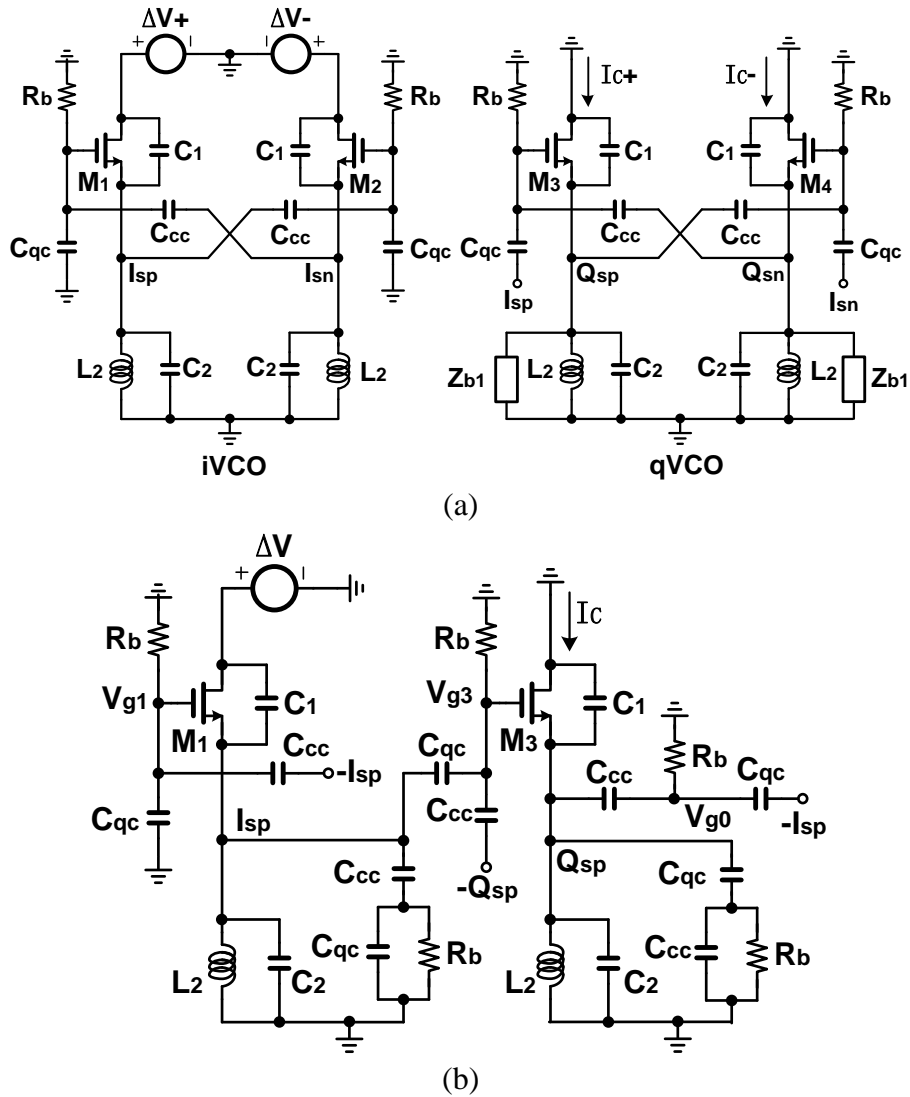 ΔV+ ΔV-
+ - - +
Rb Rb Rb Ic+ Ic- Rb
C1 C1 C1 C1
M1 M2 M3 M4
Ccc Ccc Ccc Ccc
Cqc Cqc Cqc Cqc
Isp Isn Qsp Qsn
Isp Isn
L2 C2 C2 L2 Zb1 L2 C2 C2 L2 Zb1
iVCO qVCO
(a)
ΔV
+ -
Rb Rb Ic
Vg1 C1 Vg3 C1
M1 M3 Rb
Ccc Cqc Ccc Cqc
-Isp Vg0 -Isp
Cqc Isp Ccc
Ccc -Qsp Qsp Cqc
L2 C2 Cqc Rb L2 C2 Ccc Rb
(b)